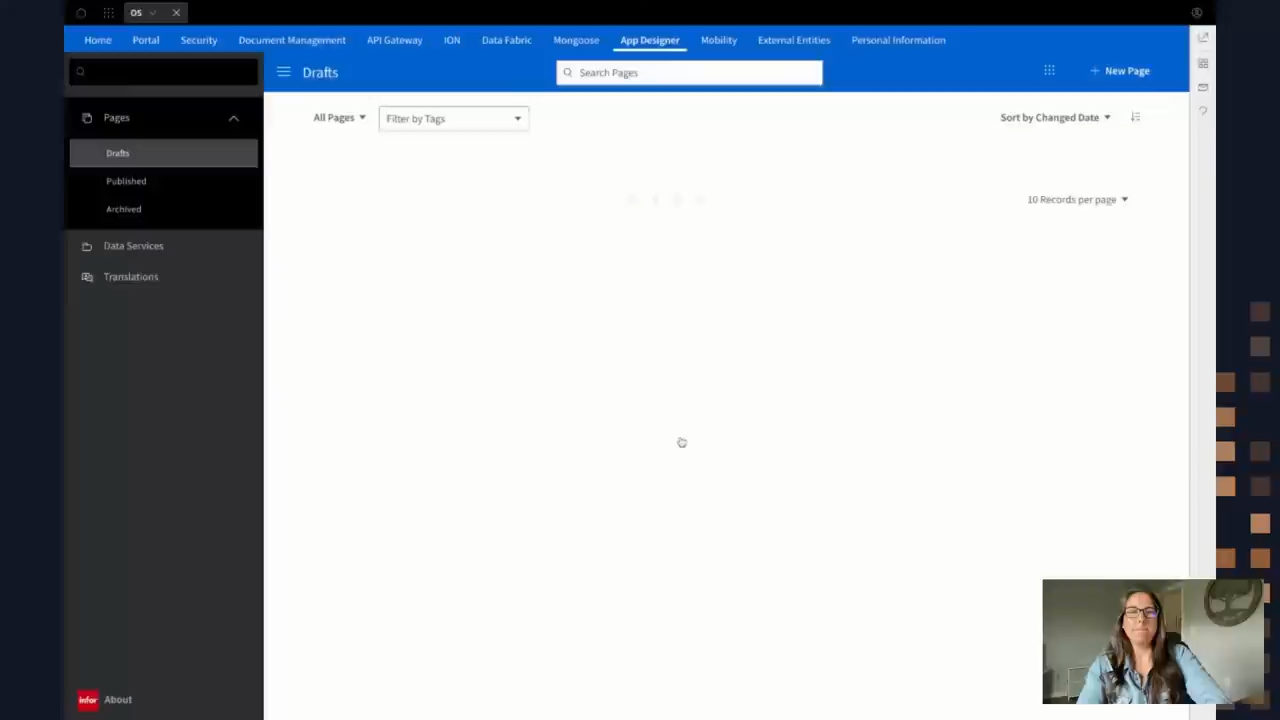 OS
Home Portal Security Document Management API Gateway ION Data Fabric Mongoose App Designer Mobility External Entities Personal Information
Drafts
Search Pages
New Page
Pages
All Pages
Filter by Tags
Sort by Changed Date
Drafts
Published
10 Records per page
Archived
Data Services
Translations
infor About